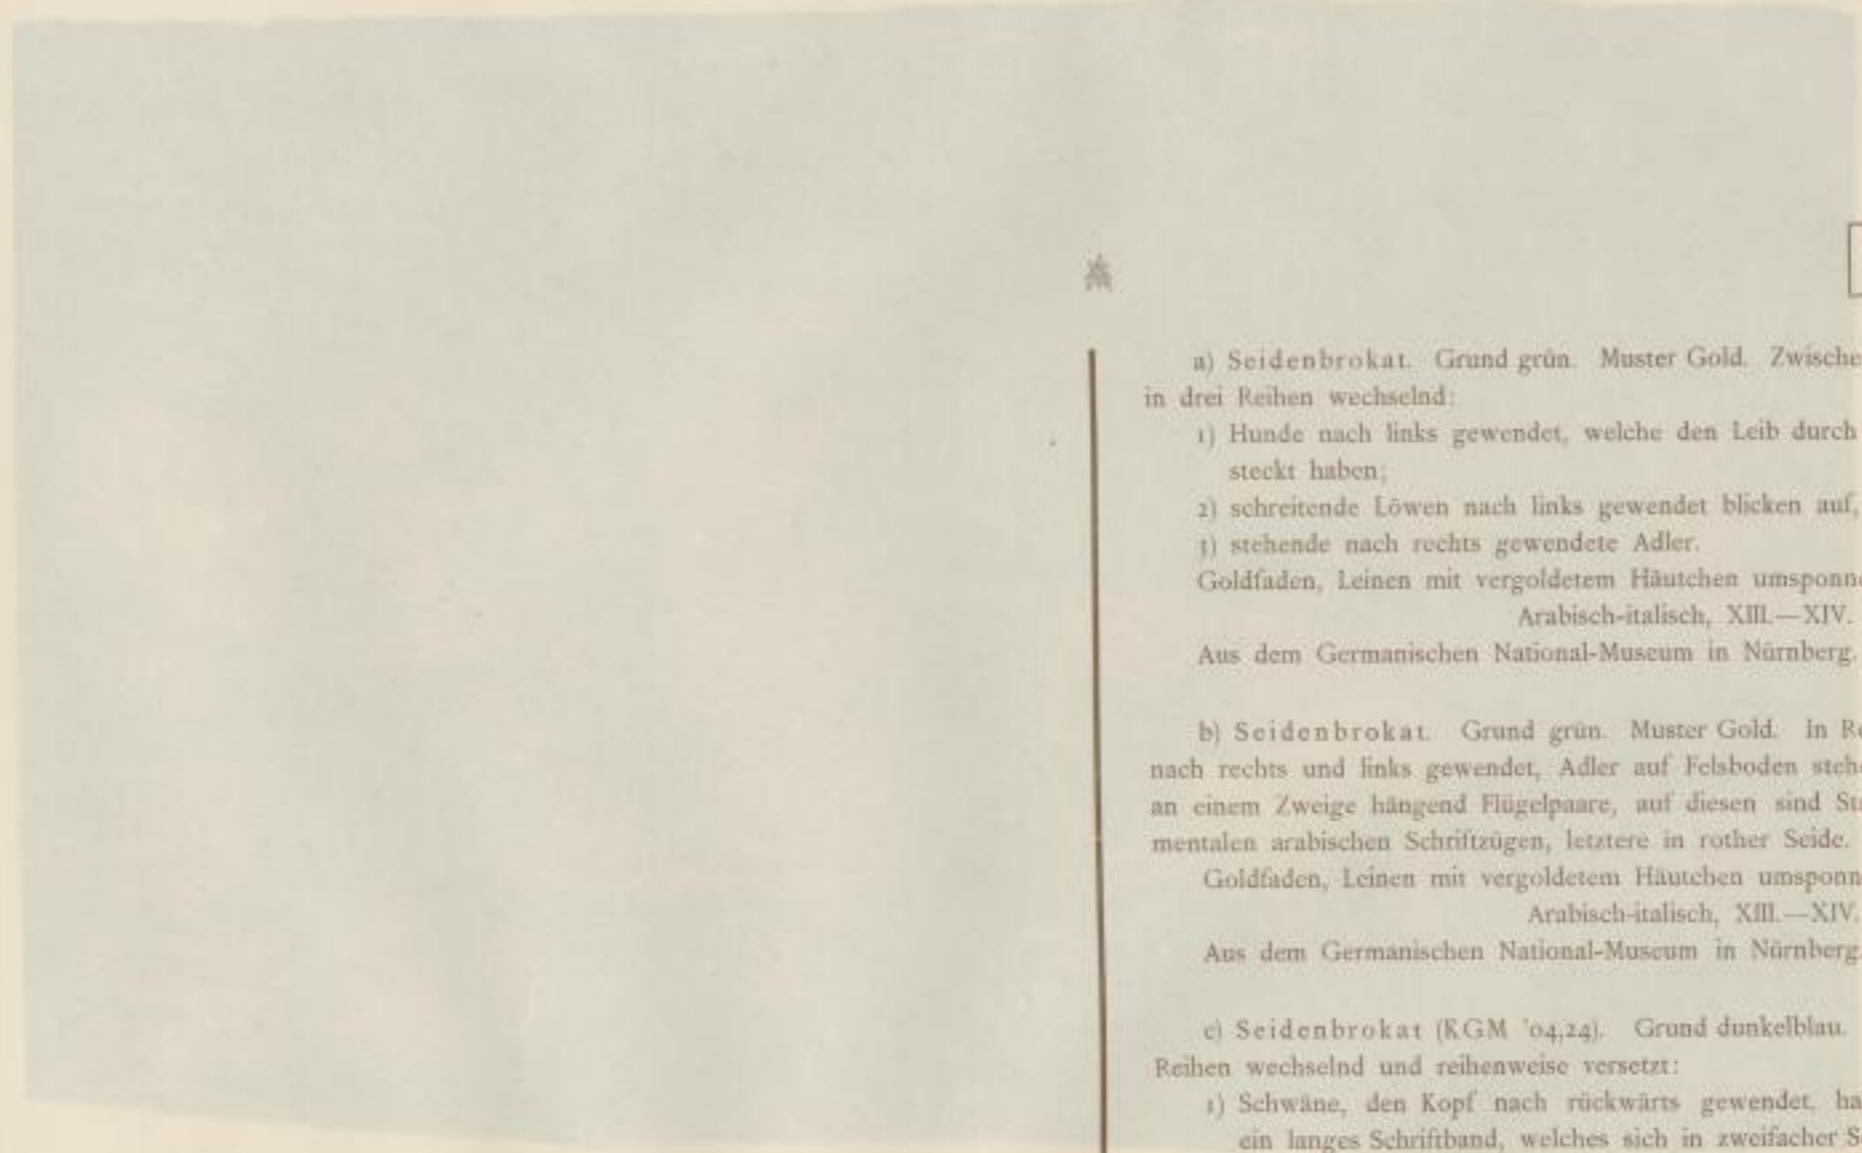 a) Seidenbrokat. Grund grün. Muster Gold. Zwische
in drei Reihen wechselnd:
1) Hunde nach links gewendet, welche den Leib durch
steckt haben;
2) schreitende Löwen nach links gewendet blicken auf,
3) stehende nach rechts gewendete Adler.
Goldfaden, Leinen mit vergoldetem Häutchen umsponne
Arabisch-italisch, XIII.—XIV.
Aus dem Germanischen National-Museum in Nürnberg.
b) Seidenbrokat. Grund grün. Muster Gold. In Re
nach rechts und links gewendet, Adler auf Felsboden stehe
an einem Zweige hängend Flügelpaare, auf diesen sind Str
mentalen arabischen Schriftzügen, letztere in rother Seide.
Goldfaden, Leinen mit vergoldetem Häutchen umsponn
Arabisch-italisch, XIII.—XIV.
Aus dem Germanischen National-Museum in Nürnberg.
c) Seidenbrokat (KGM '04,24). Grund dunkelblau.
Reihen wechselnd und reihenweise versetzt:
1) Schwäne, den Kopf nach rückwärts gewendet, ha
ein langes Schriftband, welches sich in zweifacher S